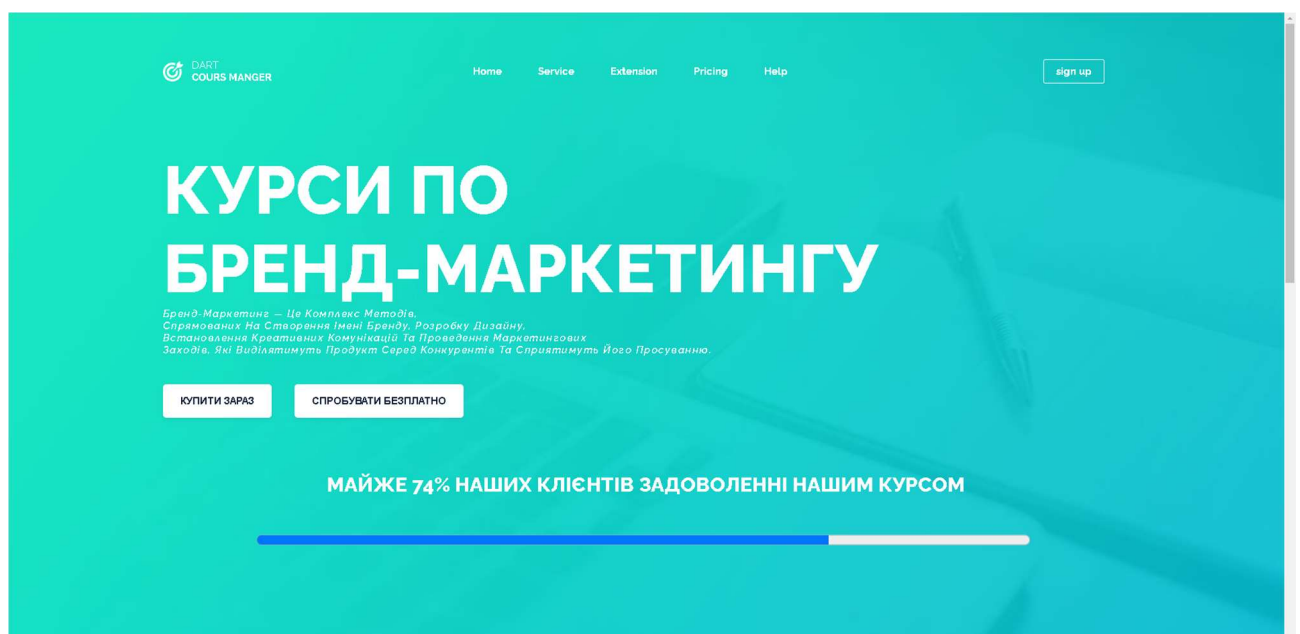 DART
COURS MANGER
Home Service Extension Pricing Help
sign up
КУРСИ ПО
БРЕНД-МАРКЕТИНГУ
Бренд-Маркетинг — Це Комплекс Методів,
Спрямованих На Створення Імені Бренду, Розробку Дизайну,
Встановлення Креативних Комунікацій Та Проведення Маркетингових
Заходів, Які Виділятимуть Продукт Серед Конкурентів Та Сприятимуть Його Просуванню.
КУПИТИ ЗАРАЗ
СПРОБУВАТИ БЕЗПЛАТНО
МАЙЖЕ 74% НАШИХ КЛІЄНТІВ ЗАДОВОЛЕННІ НАШИМ КУРСОМ